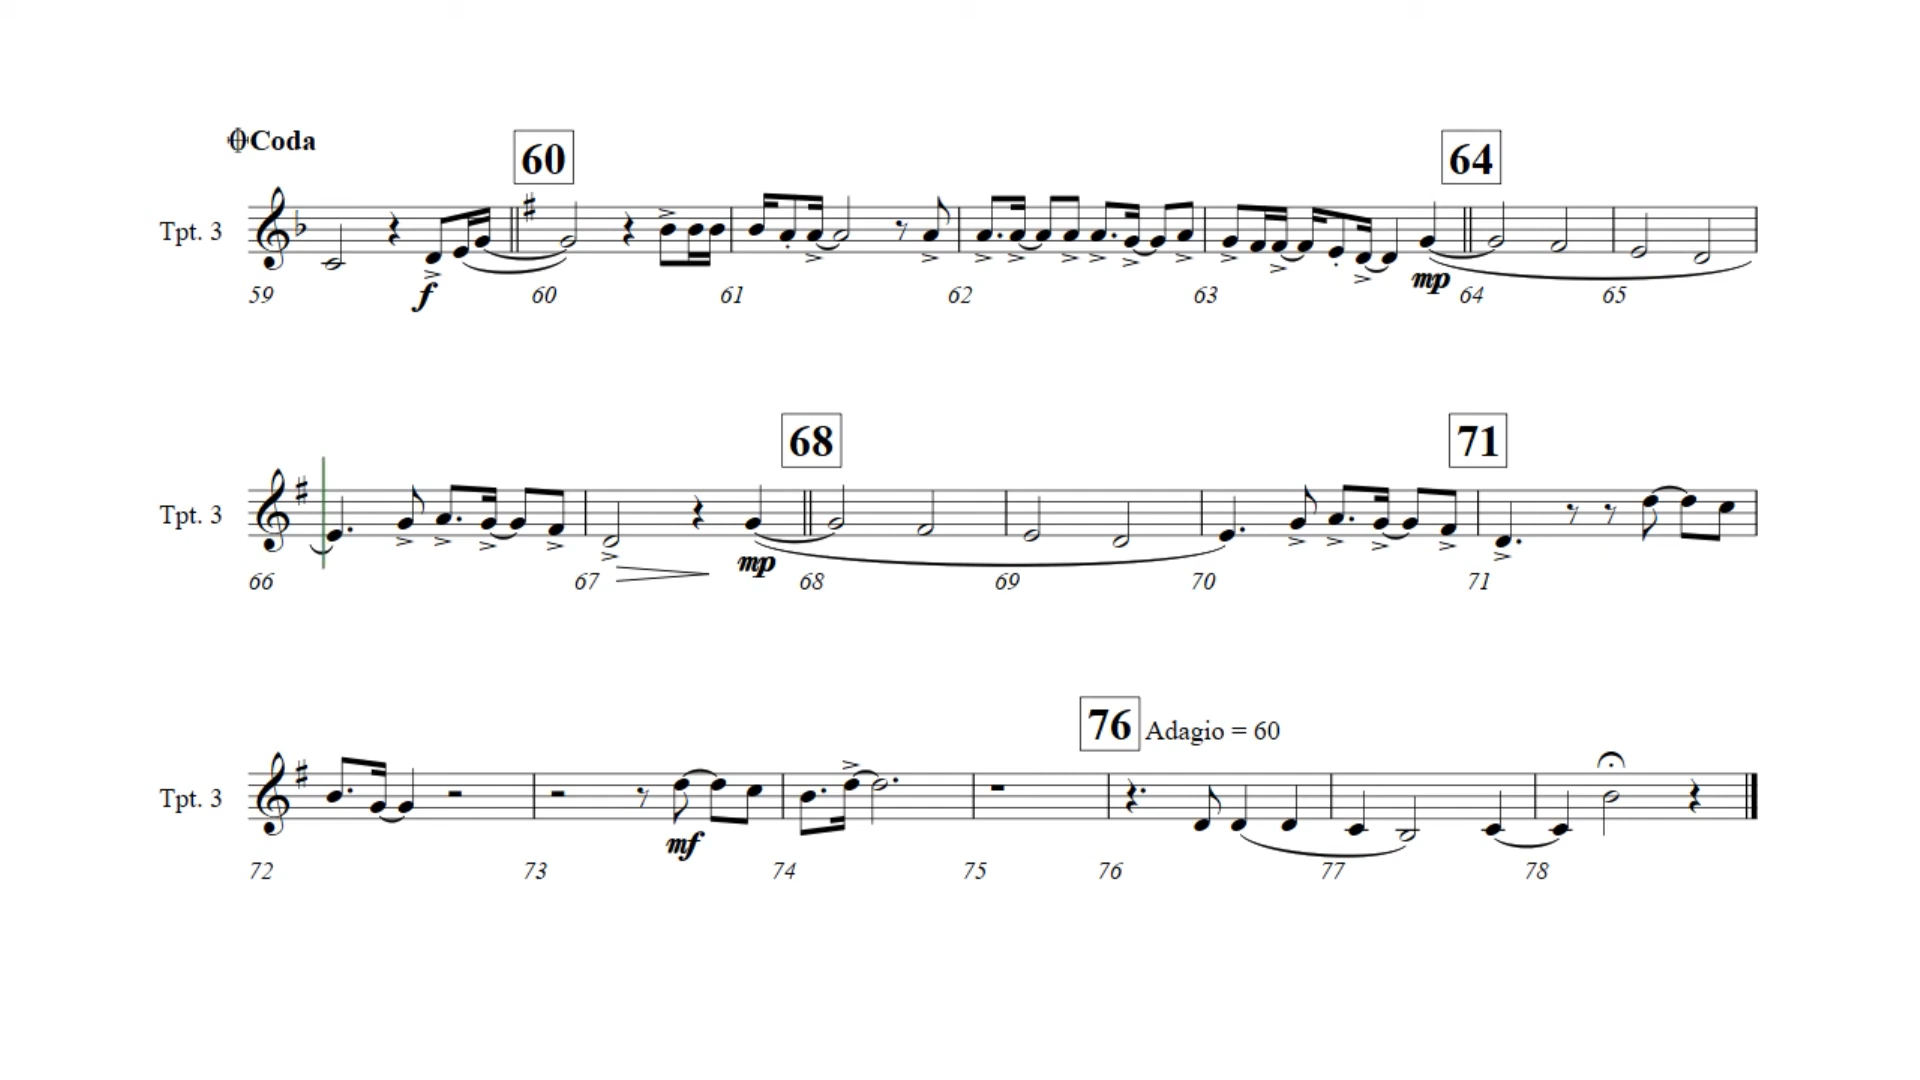 Coda
60
64
Tpt. 3
f
mp
59 60 61 62 63 64 65
68
71
Tpt. 3
mp
66 67 68 69 70 71
76 Adagio = 60
Tpt. 3
mf
72 73 74 75 76 77 78